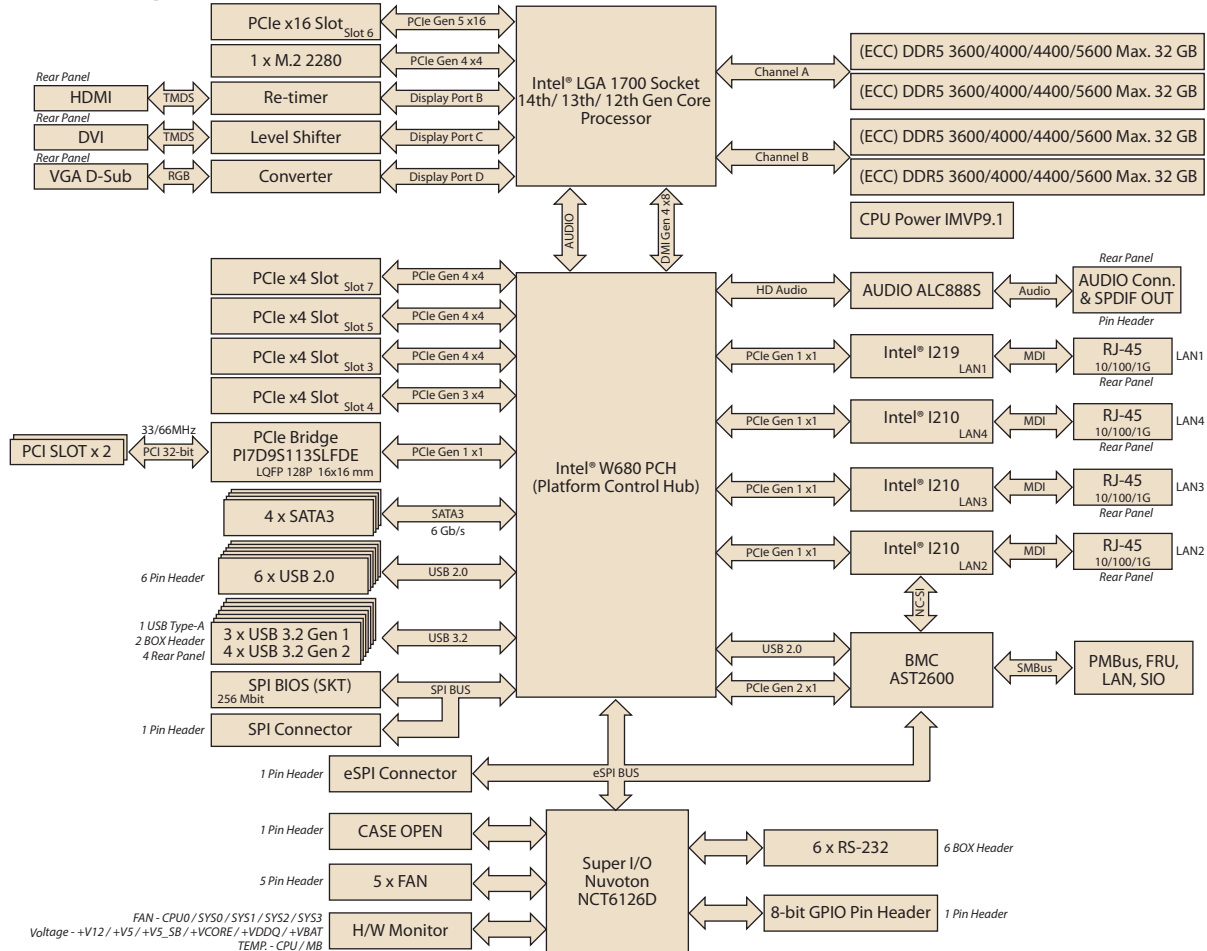 PCIe x16 Slot
Slot 6
PCIe Gen 5 x16
1 x M.2 2280
PCIe Gen 4 x4
Rear Panel
HDMI
TMDS
Re-timer
Display Port B
Rear Panel
DVI
TMDS
Level Shifter
Display Port C
Rear Panel
VGA D-Sub
RGB
Converter
Display Port D
Intel® LGA 1700 Socket
14th/ 13th/ 12th Gen Core
Processor
Channel A
(ECC) DDR5 3600/4000/4400/5600 Max. 32 GB
(ECC) DDR5 3600/4000/4400/5600 Max. 32 GB
Channel B
(ECC) DDR5 3600/4000/4400/5600 Max. 32 GB
(ECC) DDR5 3600/4000/4400/5600 Max. 32 GB
CPU Power IMVP9.1
AUDIO
DMI Gen 4 x8
PCIe x4 Slot
Slot 7
PCIe Gen 4 x4
PCIe x4 Slot
Slot 5
PCIe Gen 4 x4
PCIe x4 Slot
Slot 3
PCIe Gen 4 x4
PCIe x4 Slot
Slot 4
PCIe Gen 3 x4
PCI SLOT x 2
33/66MHz
PCI 32-bit
PCIe Bridge
PI7D9S113SLFDE
LQFP 128P 16x16 mm
PCIe Gen 1 x1
4 x SATA3
SATA3
6 Gb/s
6 Pin Header
6 x USB 2.0
USB 2.0
1 USB Type-A
2 BOX Header
4 Rear Panel
3 x USB 3.2 Gen 1
4 x USB 3.2 Gen 2
USB 3.2
SPI BIOS (SKT)
256 Mbit
SPI BUS
1 Pin Header
SPI Connector
Intel® W680 PCH
(Platform Control Hub)
HD Audio
AUDIO ALC888S
Audio
Rear Panel
AUDIO Conn.
& SPDIF OUT
Pin Header
PCIe Gen 1 x1
Intel® I219
LAN1
MDI
RJ-45
10/100/1G
LAN1
Rear Panel
PCIe Gen 1 x1
Intel® I210
LAN4
MDI
RJ-45
10/100/1G
LAN4
Rear Panel
PCIe Gen 1 x1
Intel® I210
LAN3
MDI
RJ-45
10/100/1G
LAN3
Rear Panel
PCIe Gen 1 x1
Intel® I210
LAN2
MDI
RJ-45
10/100/1G
LAN2
Rear Panel
NC-SI
USB 2.0
PCIe Gen 2 x1
BMC
AST2600
SMBus
PMBus, FRU,
LAN, SIO
1 Pin Header
eSPI Connector
eSPI BUS
1 Pin Header
CASE OPEN
5 Pin Header
5 x FAN
FAN - CPU0 / SYS0 / SYS1 / SYS2 / SYS3
Voltage - +V12 / +V5 / +V5_SB / +VCORE / +VDDQ / +VBAT
TEMP. - CPU / MB
H/W Monitor
Super I/O
Nuvoton
NCT6126D
6 x RS-232
6 BOX Header
8-bit GPIO Pin Header
1 Pin Header